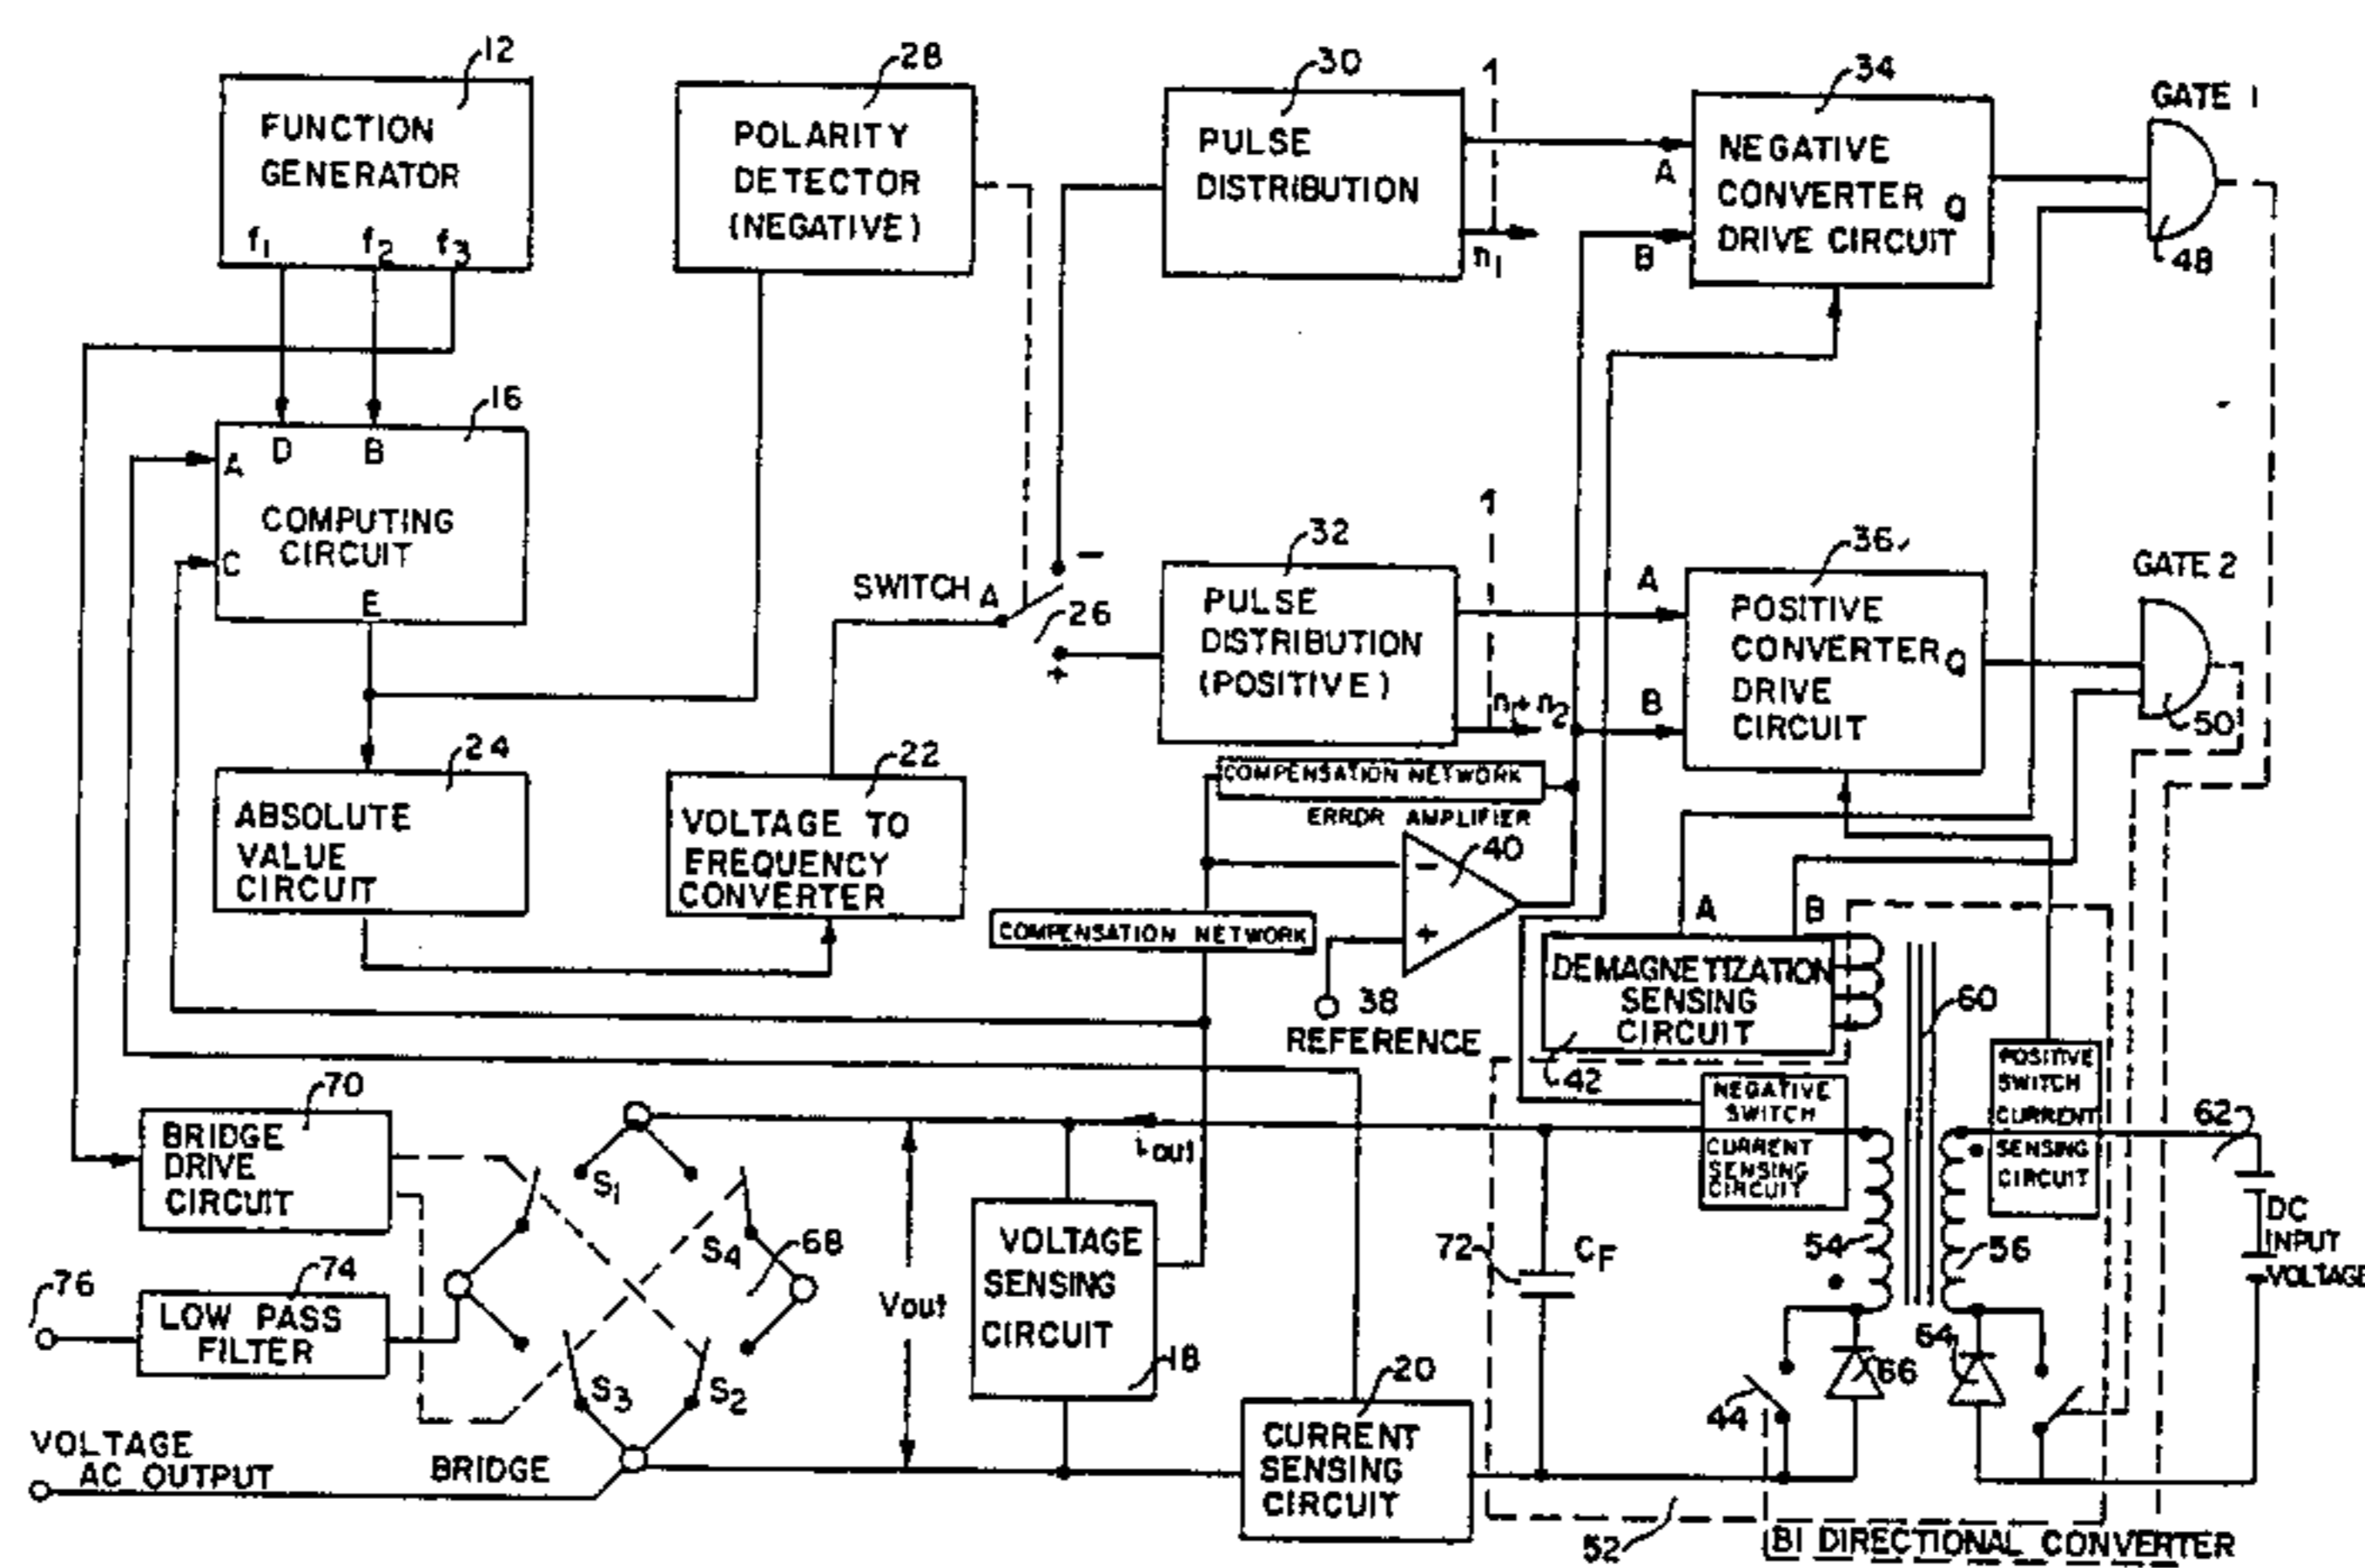 12
FUNCTION
GENERATOR
f1 f2 f3
28
POLARITY
DETECTOR
(NEGATIVE)
30
PULSE
DISTRIBUTION
1
n1
34
NEGATIVE
CONVERTER Q
DRIVE CIRCUIT
A
B
GATE 1
48
16
D B
A
COMPUTING
CIRCUIT
C
E
SWITCH A
−
26
+
32
PULSE
DISTRIBUTION
(POSITIVE)
1
n1+n2
36
A
POSITIVE
CONVERTER Q
DRIVE
CIRCUIT
B
GATE 2
50
24
ABSOLUTE
VALUE
CIRCUIT
22
VOLTAGE TO
FREQUENCY
CONVERTER
COMPENSATION NETWORK
ERROR AMPLIFIER
40
−
+
COMPENSATION NETWORK
38
REFERENCE
A B
DEMAGNETIZATION
SENSING
CIRCUIT
42
60
POSITIVE
SWITCH
CURRENT
SENSING
CIRCUIT
NEGATIVE
SWITCH
CURRENT
SENSING
CIRCUIT
62
DC
INPUT
VOLTAGE
70
BRIDGE
DRIVE
CIRCUIT
S1
S4
68
S3
S2
BRIDGE
iout
Vout
VOLTAGE
SENSING
CIRCUIT
18
72
CF
54
56
64
66
44
74
LOW PASS
FILTER
76
VOLTAGE
AC OUTPUT
20
CURRENT
SENSING
CIRCUIT
52
BI DIRECTIONAL CONVERTER